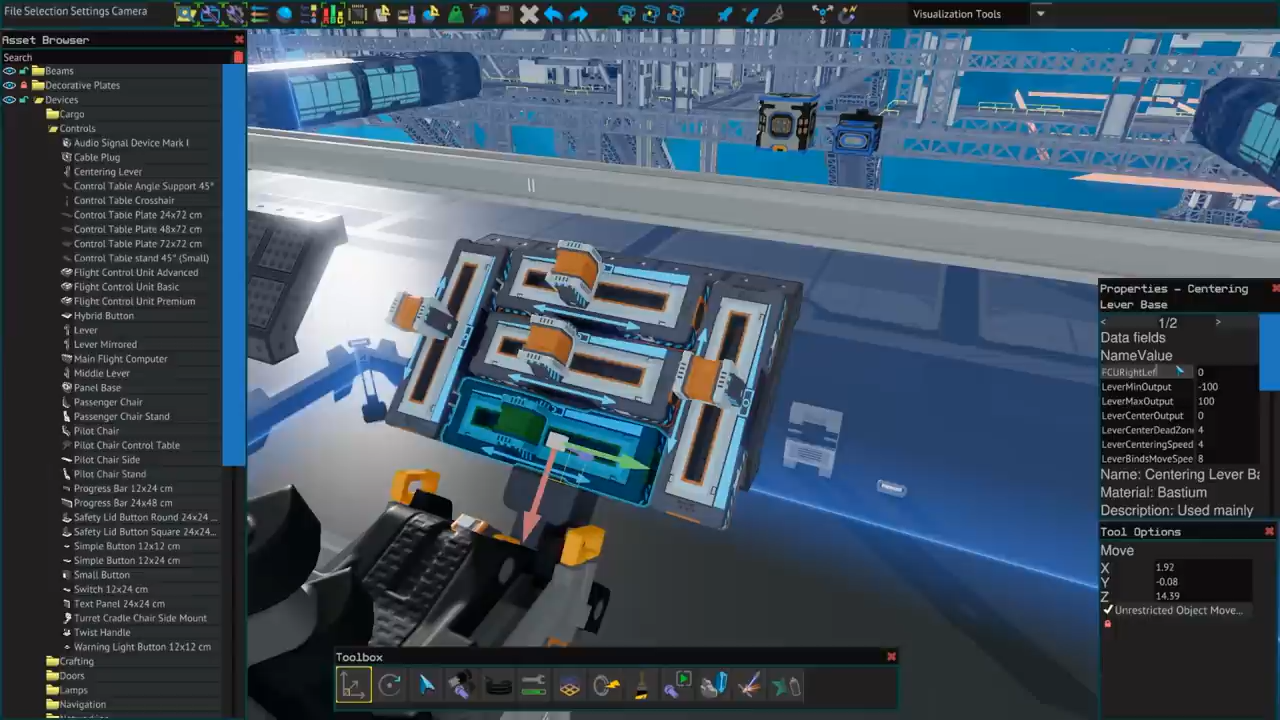 File Selection Settings Camera
Visualization Tools
Asset Browser
Search
Beams
Decorative Plates
Devices
Cargo
Controls
Audio Signal Device Mark I
Cable Plug
Centering Lever
Control Table Angle Support 45°
Control Table Crosshair
Control Table Plate 24x72 cm
Control Table Plate 48x72 cm
Control Table Plate 72x72 cm
Control Table stand 45° (Small)
Flight Control Unit Advanced
Flight Control Unit Basic
Flight Control Unit Premium
Hybrid Button
Lever
Lever Mirrored
Main Flight Computer
Middle Lever
Panel Base
Passenger Chair
Passenger Chair Stand
Pilot Chair
Pilot Chair Control Table
Pilot Chair Side
Pilot Chair Stand
Progress Bar 12x24 cm
Progress Bar 24x48 cm
Safety Lid Button Round 24x24 ...
Safety Lid Button Square 24x24...
Simple Button 12x12 cm
Simple Button 12x24 cm
Small Button
Switch 12x24 cm
Text Panel 24x24 cm
Turret Cradle Chair Side Mount
Twist Handle
Warning Light Button 12x12 cm
Crafting
Doors
Lamps
Navigation
Properties - Centering
Lever Base
< 1/2 >
Data fields
NameValue
FCURightLef 0
LeverMinOutput -100
LeverMaxOutput 100
LeverCenterOutput 0
LeverCenterDeadZone 4
LeverCenteringSpeed 4
LeverBindsMoveSpee 8
Name: Centering Lever Ba
Material: Bastium
Description: Used mainly
Tool Options
Move
X 1.92
Y -0.08
Z 14.39
Unrestricted Object Move...
Toolbox